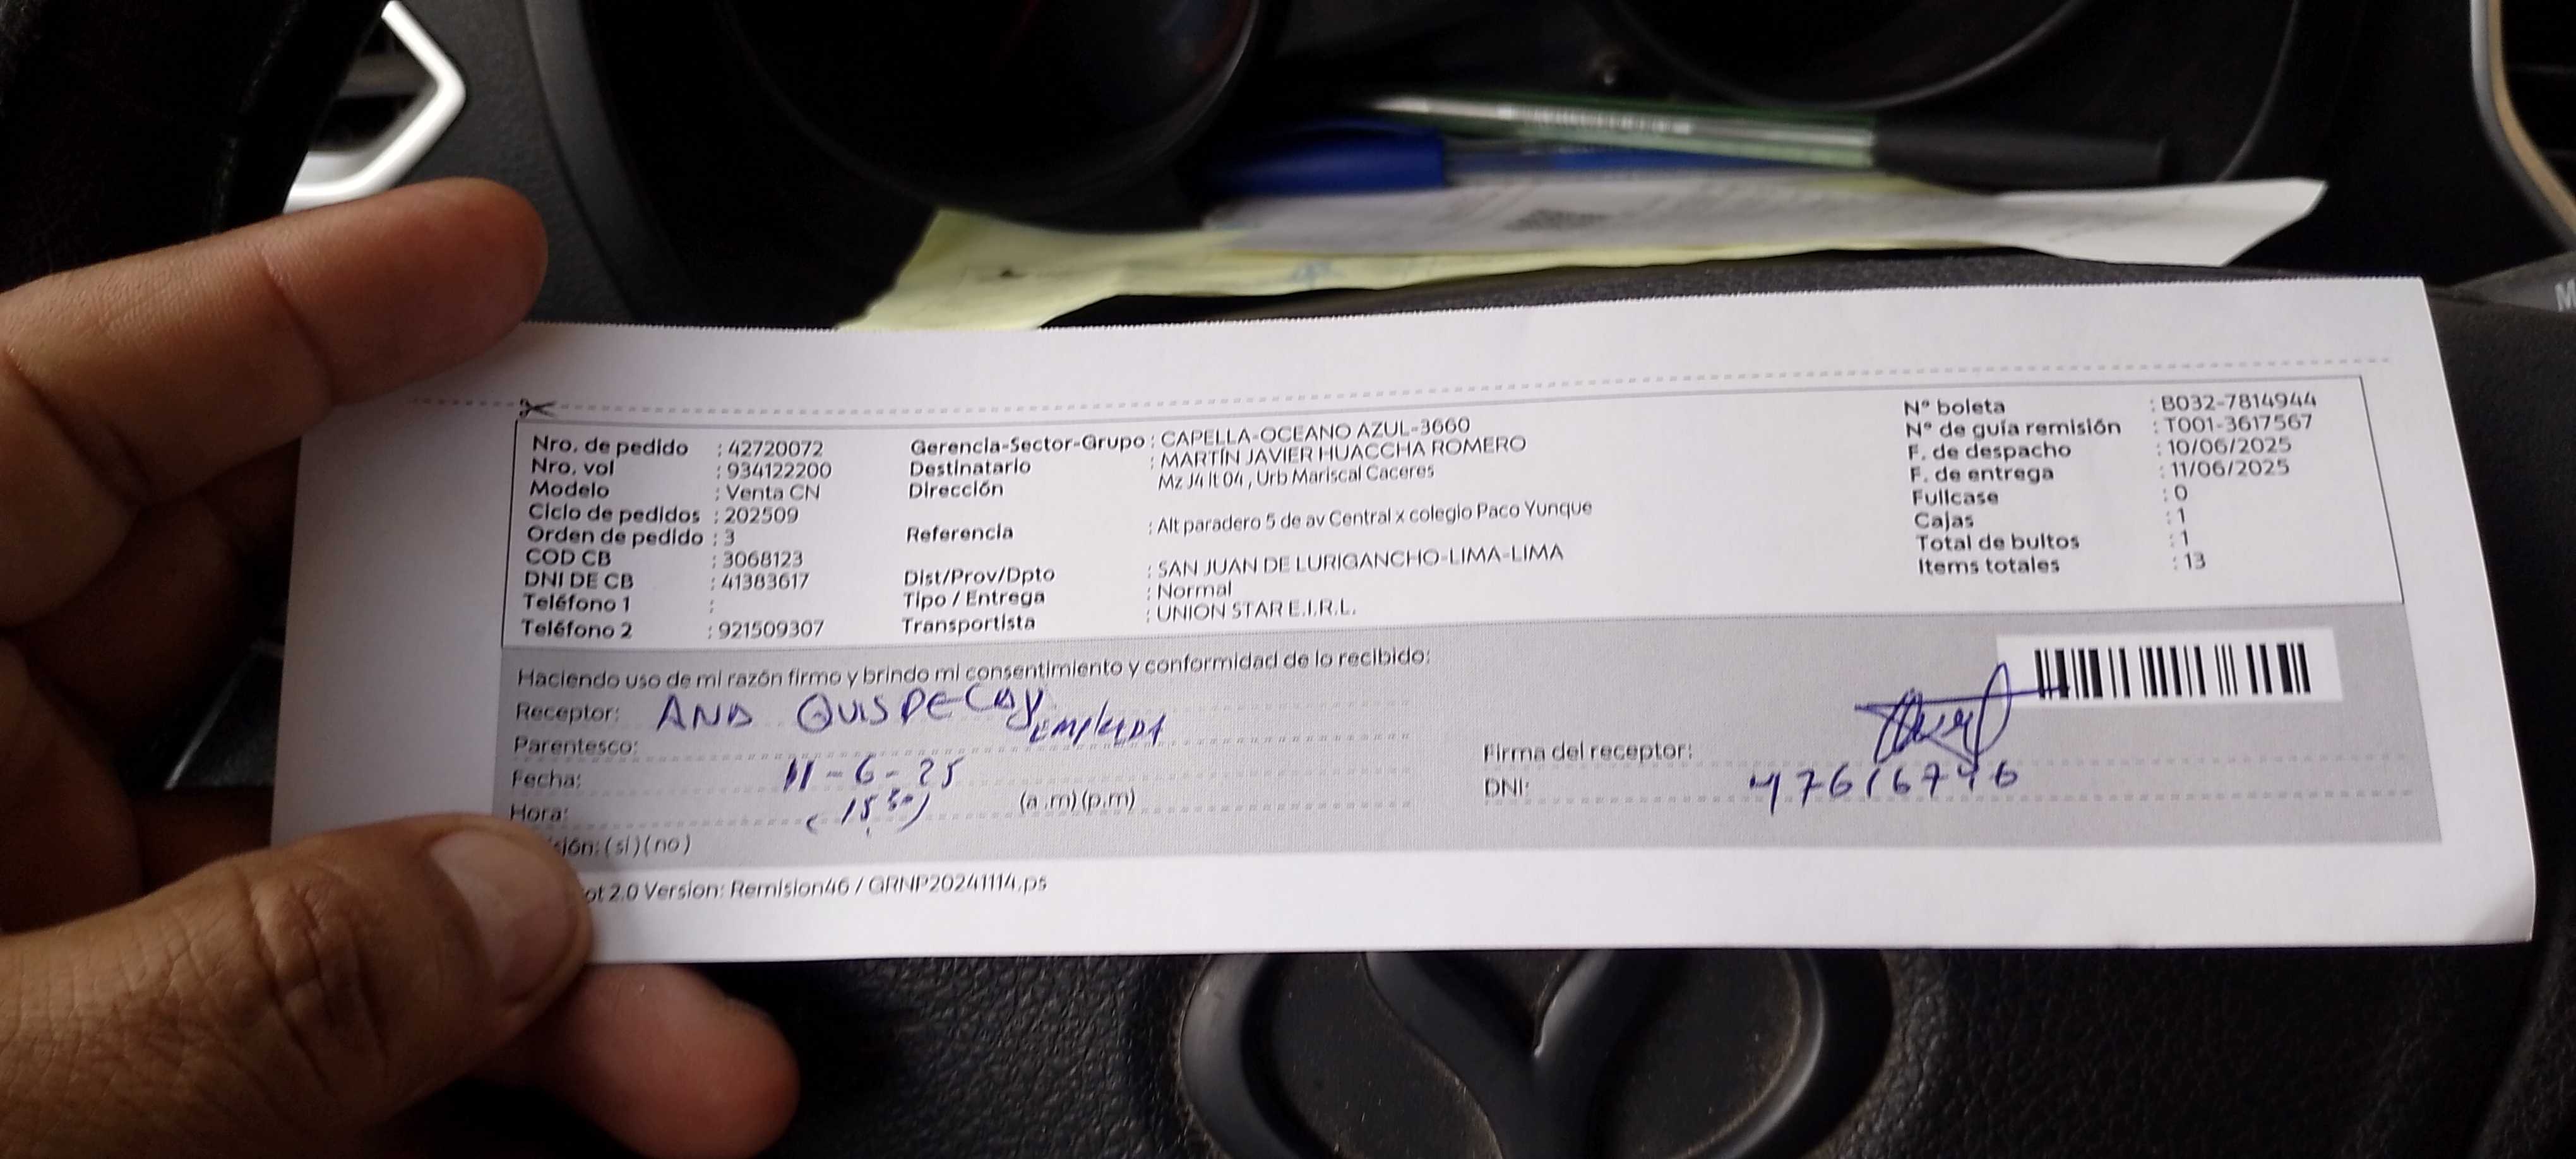 Nro. de pedido : 42720072
Nro. vol : 934122200
Modelo : Venta CN
Ciclo de pedidos : 202509
Orden de pedido : 3
COD CB : 3068123
DNI DE CB : 41383617
Teléfono 1 :
Teléfono 2 : 921509307
Gerencia-Sector-Grupo : CAPELLA-OCEANO AZUL-3660
Destinatario : MARTÍN JAVIER HUACCHA ROMERO
Dirección Mz J4 lt 04 , Urb Mariscal Caceres
Referencia : Alt paradero 5 de av Central x colegio Paco Yunque
Dist/Prov/Dpto : SAN JUAN DE LURIGANCHO-LIMA-LIMA
Tipo / Entrega : Normal
Transportista : UNION STAR E.I.R.L.
N° boleta : B032-7814944
N° de guía remisión : T001-3617567
F. de despacho : 10/06/2025
F. de entrega : 11/06/2025
Fullcase : 0
Cajas : 1
Total de bultos : 1
Items totales : 13
Haciendo uso de mi razón firmo y brindo mi consentimiento y conformidad de lo recibido:
Receptor: ANA QUISPE
Parentesco:
Fecha: 11-6-25
Hora: (15:30) (a.m)(p.m)
(si)(no)
Firma del receptor:
DNI: 47616746
2.0 Version: Remision46 / GRNP20241114.ps